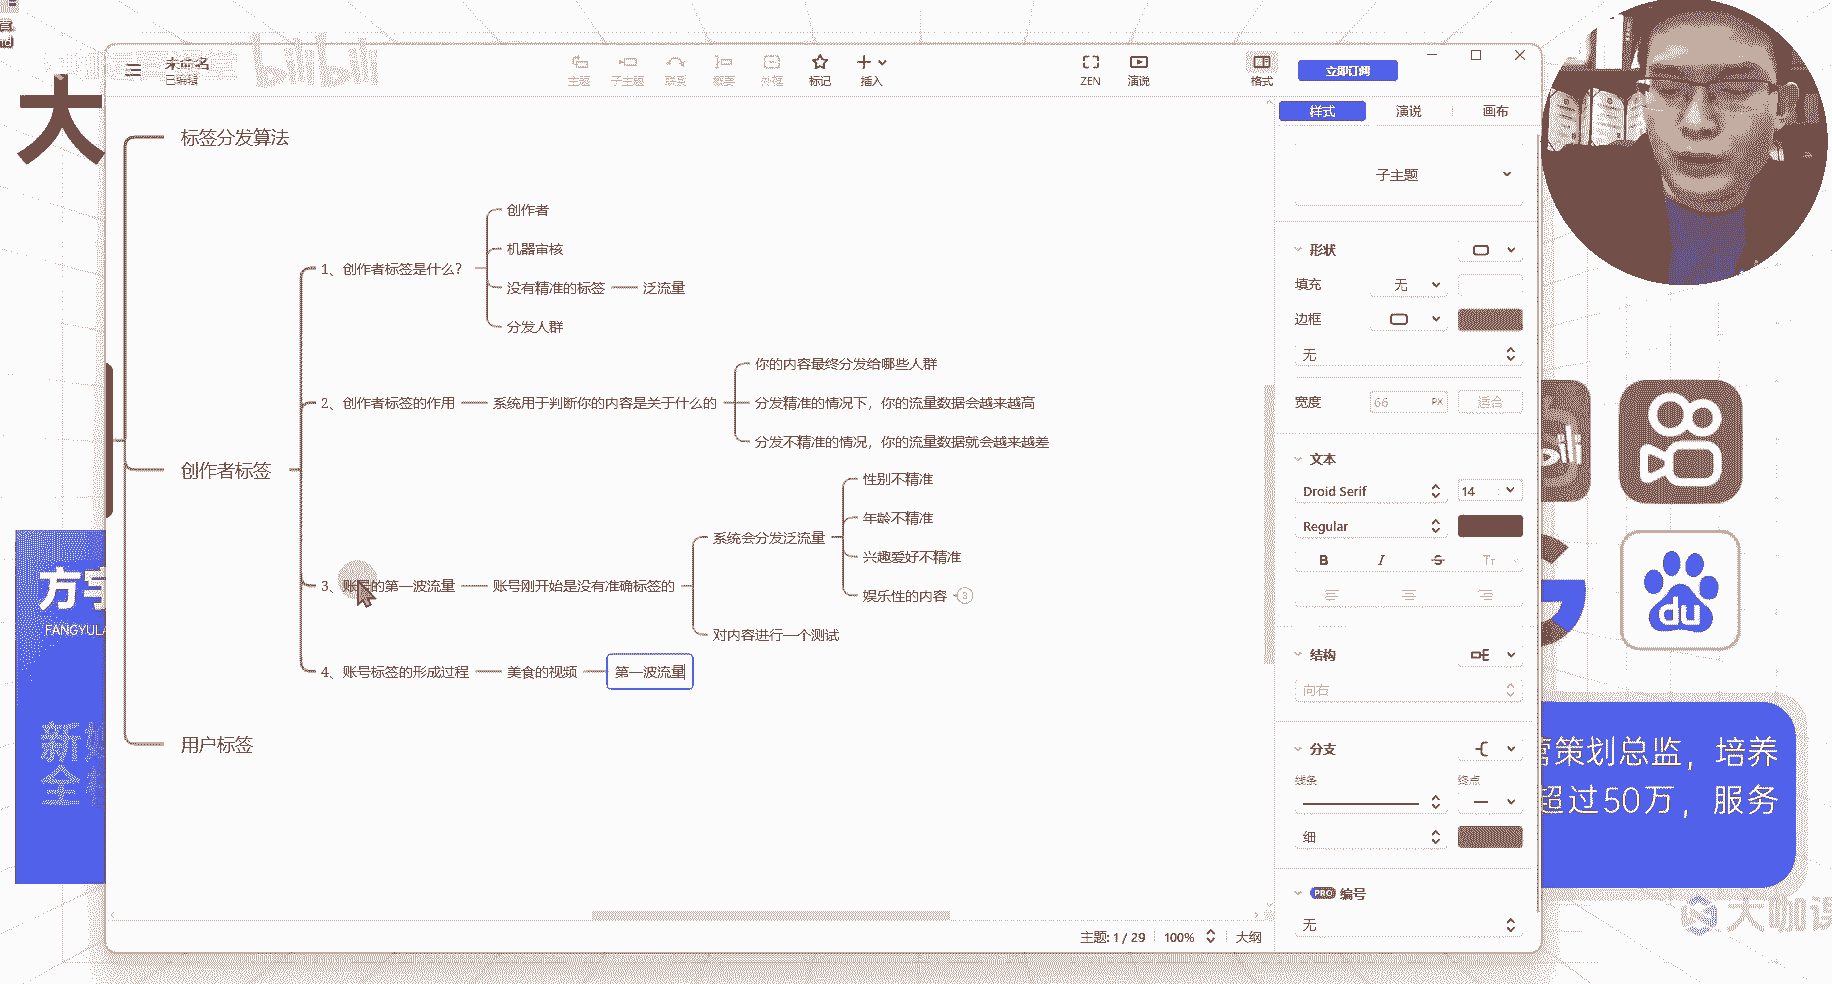 大
bilibili
未命名
已编辑
主题
子主题
联系
概要
外框
标记
插入
ZEN
演说
格式
立即订阅
标签分发算法
创作者标签
1、创作者标签是什么？
创作者
机器审核
没有精准的标签
泛流量
分发人群
2、创作者标签的作用
系统用于判断你的内容是关于什么的
你的内容最终分发给哪些人群
分发精准的情况下，你的流量数据会越来越高
分发不精准的情况，你的流量数据就会越来越差
3、账号的第一波流量
账号刚开始是没有准确标签的
系统会分发泛流量
性别不精准
年龄不精准
兴趣爱好不精准
娱乐性的内容
3
对内容进行一个测试
4、账号标签的形成过程
美食的视频
第一波流量
用户标签
样式
演说
画布
子主题
形状
填充
无
边框
无
宽度
66
PX
适合
文本
Droid Serif
14
Regular
B
I
S
Tт
结构
向右
分支
线条
终点
细
PRO
编号
无
主题: 1 / 29
100%
大纲
方
FANGYULA
新
全
du
策划总监，培养
超过50万，服务
大咖课